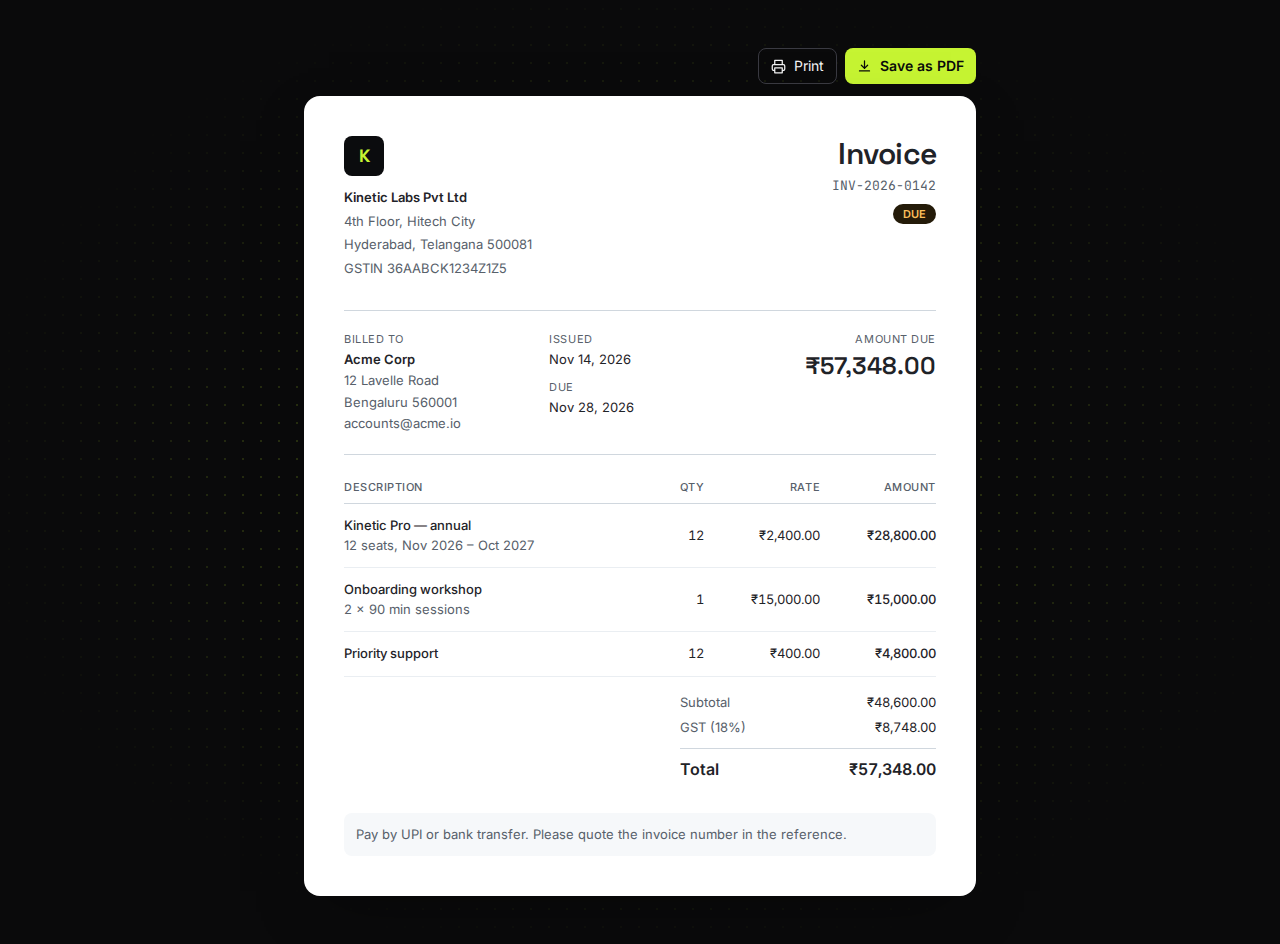 Print
Save as PDF
K
Invoice
INV-2026-0142
DUE
Kinetic Labs Pvt Ltd
4th Floor, Hitech City
Hyderabad, Telangana 500081
GSTIN 36AABCK1234Z1Z5
BILLED TO
Acme Corp
12 Lavelle Road
Bengaluru 560001
accounts@acme.io
ISSUED
Nov 14, 2026
DUE
Nov 28, 2026
AMOUNT DUE
₹57,348.00
DESCRIPTION QTY RATE AMOUNT
Kinetic Pro — annual 12 ₹2,400.00 ₹28,800.00
12 seats, Nov 2026 – Oct 2027
Onboarding workshop 1 ₹15,000.00 ₹15,000.00
2 × 90 min sessions
Priority support 12 ₹400.00 ₹4,800.00
Subtotal ₹48,600.00
GST (18%) ₹8,748.00
Total ₹57,348.00
Pay by UPI or bank transfer. Please quote the invoice number in the reference.